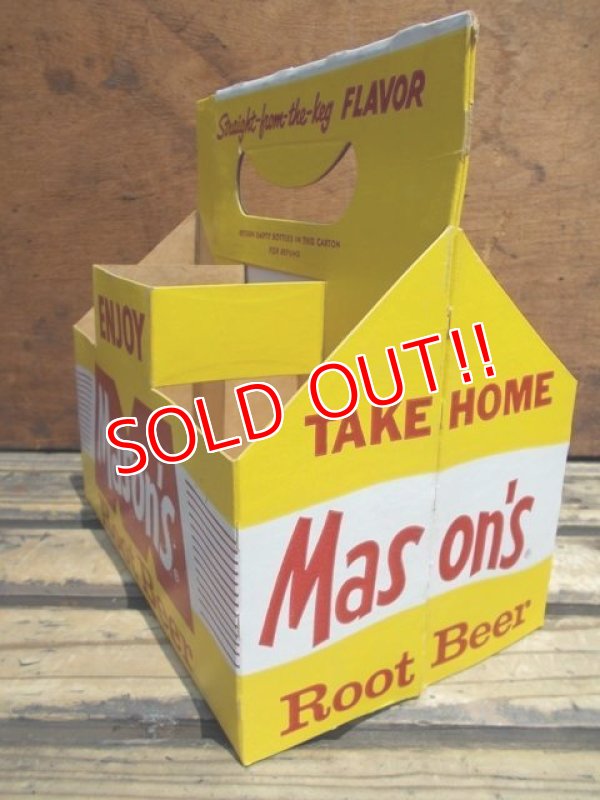 Straight-from-the-keg FLAVOR
RETURN EMPTY BOTTLES IN THIS CARTON
FOR REFUND
ENJOY
Mason's
Root Beer
SOLD OUT!!
TAKE HOME
Mason's
Root Beer